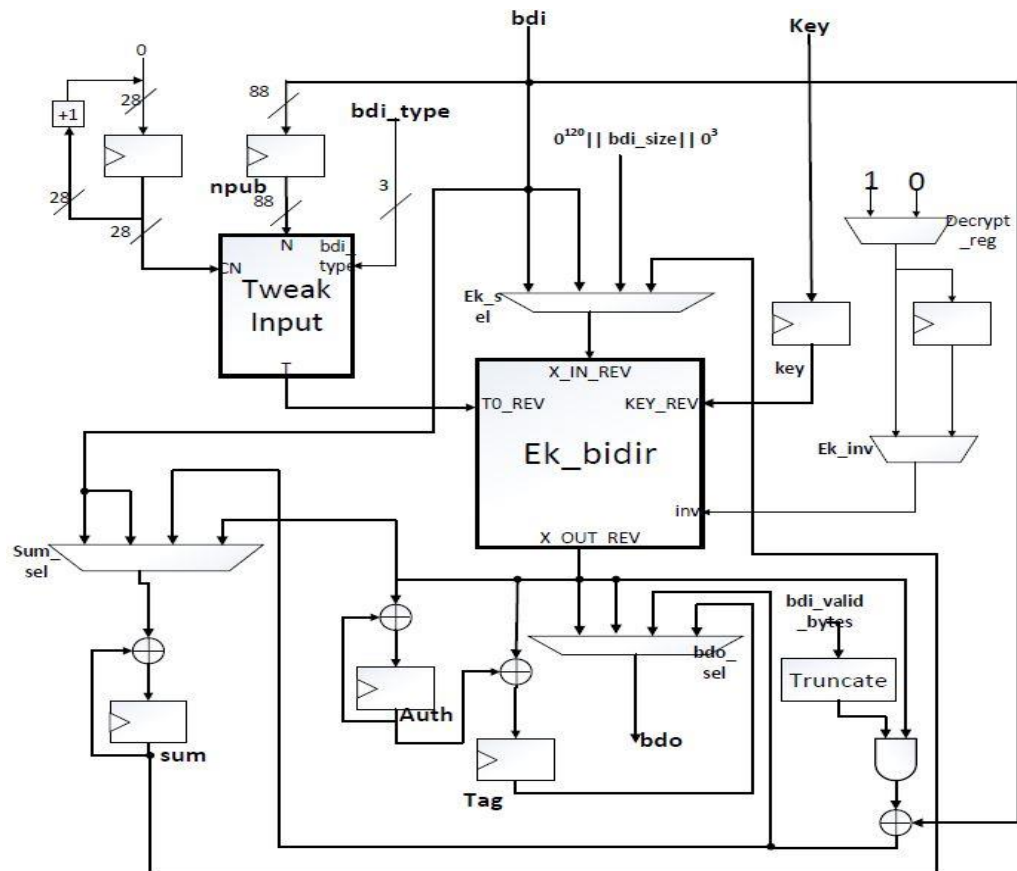 bdi
Key
0
28
+1
28
28
88
npub
88
bdi_type
3
0¹²⁰|| bdi_size|| 0³
1 0
Decrypt
_reg
CN
N
bdi_
type
Tweak
Input
T
Ek_s
el
X_IN_REV
T0_REV
KEY_REV
Ek_bidir
inv
X_OUT_REV
key
Ek_inv
Sum_
sel
sum
Auth
Tag
bdo_
sel
bdo
bdi_valid
_bytes
Truncate